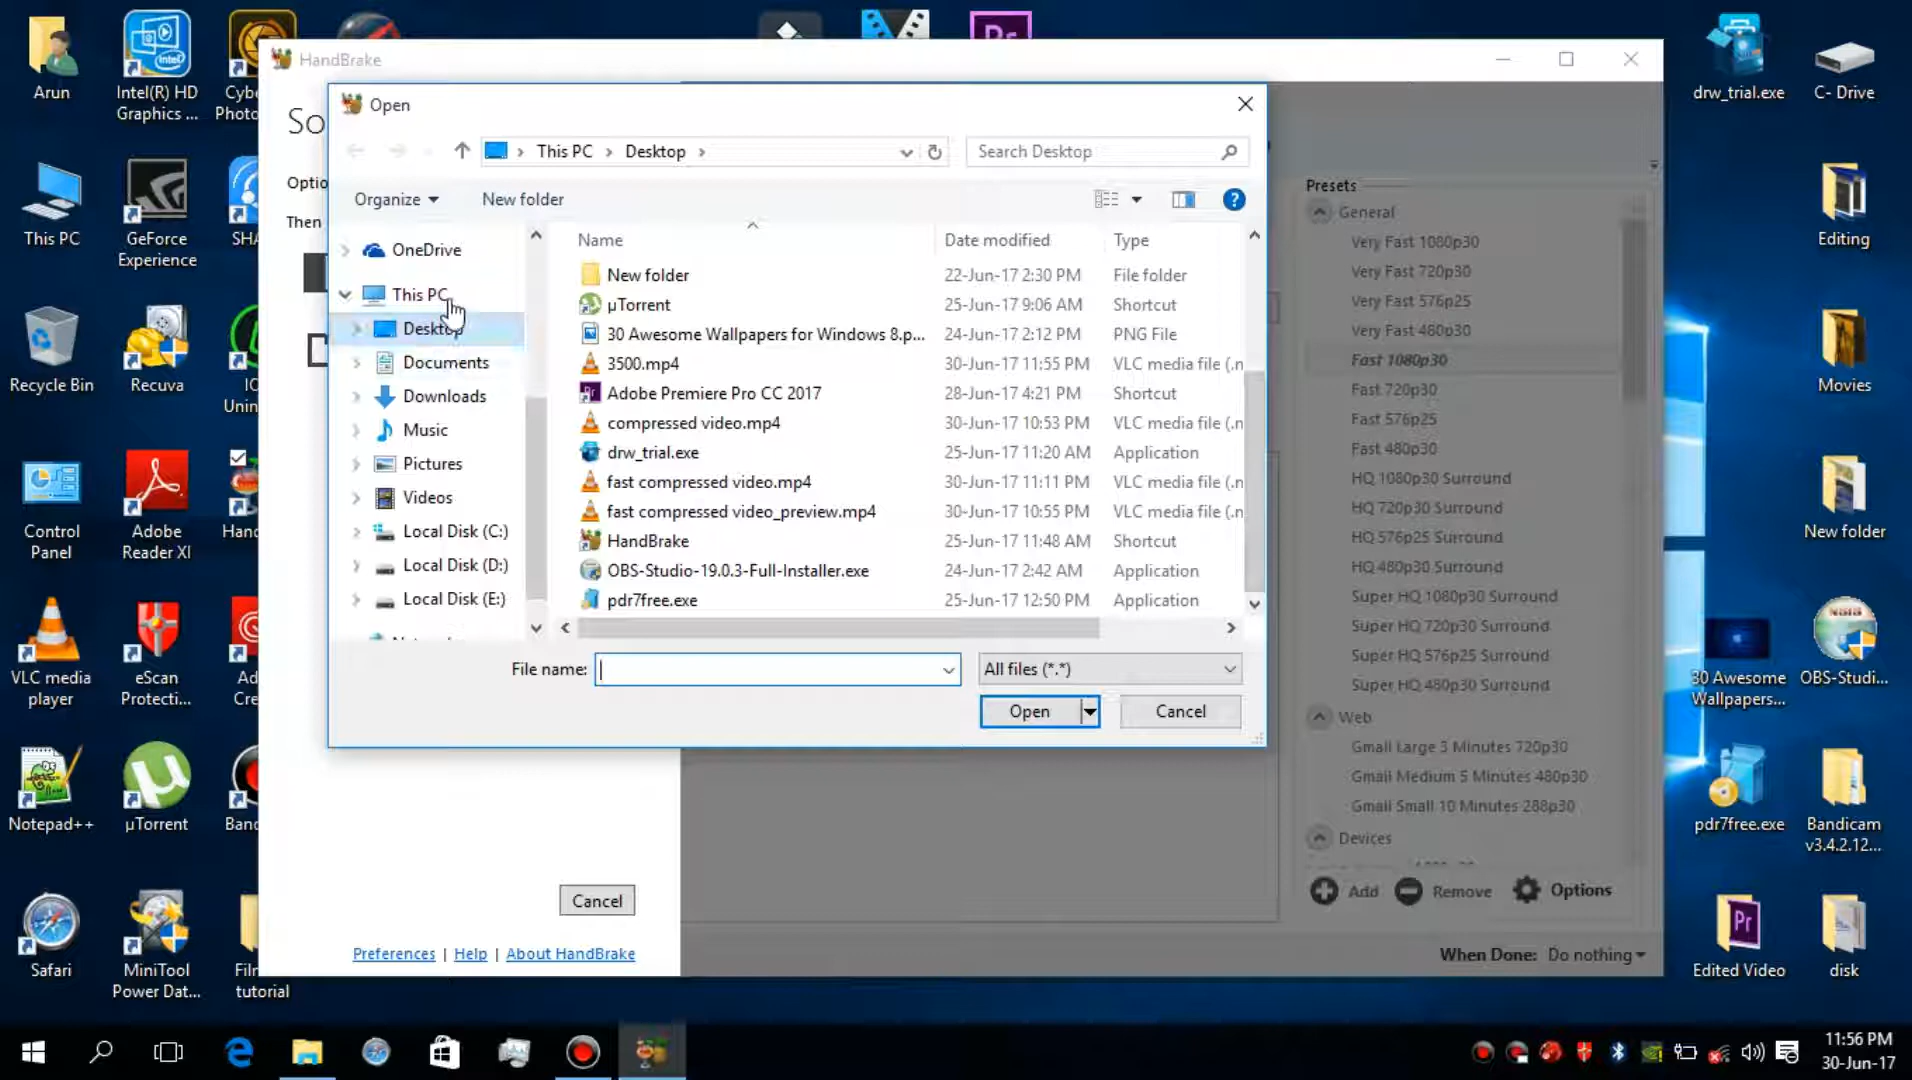 Arun
Intel(R) HD
Graphics ...
Cybe
Photo
This PC
GeForce
Experience
SHA
Recycle Bin
Recuva
IO
Unin
Control
Panel
Adobe
Reader XI
Hand
VLC media
player
eScan
Protecti...
Ad
Cre
Notepad++
µTorrent
Band
Safari
MiniTool
Power Dat...
Film
tutorial
HandBrake
So
Optio
Then
Open
This PC > Desktop >
Search Desktop
Organize
New folder
OneDrive
This PC
Desktop
Documents
Downloads
Music
Pictures
Videos
Local Disk (C:)
Local Disk (D:)
Local Disk (E:)
Name Date modified Type
New folder 22-Jun-17 2:30 PM File folder
µTorrent 25-Jun-17 9:06 AM Shortcut
30 Awesome Wallpapers for Windows 8.p... 24-Jun-17 2:12 PM PNG File
3500.mp4 30-Jun-17 11:55 PM VLC media file (.n
Adobe Premiere Pro CC 2017 28-Jun-17 4:21 PM Shortcut
compressed video.mp4 30-Jun-17 10:53 PM VLC media file (.n
drw_trial.exe 25-Jun-17 11:20 AM Application
fast compressed video.mp4 30-Jun-17 11:11 PM VLC media file (.n
fast compressed video_preview.mp4 30-Jun-17 10:55 PM VLC media file (.n
HandBrake 25-Jun-17 11:48 AM Shortcut
OBS-Studio-19.0.3-Full-Installer.exe 24-Jun-17 2:42 AM Application
pdr7free.exe 25-Jun-17 12:50 PM Application
File name:
All files (*.*)
Open
Cancel
Cancel
Preferences | Help | About HandBrake
Presets
General
Very Fast 1080p30
Very Fast 720p30
Very Fast 576p25
Very Fast 480p30
Fast 1080p30
Fast 720p30
Fast 576p25
Fast 480p30
HQ 1080p30 Surround
HQ 720p30 Surround
HQ 576p25 Surround
HQ 480p30 Surround
Super HQ 1080p30 Surround
Super HQ 720p30 Surround
Super HQ 576p25 Surround
Super HQ 480p30 Surround
Web
Gmail Large 3 Minutes 720p30
Gmail Medium 5 Minutes 480p30
Gmail Small 10 Minutes 288p30
Devices
Add Remove Options
When Done: Do nothing
drw_trial.exe
C- Drive
Editing
Movies
New folder
30 Awesome
Wallpapers...
OBS-Studi...
pdr7free.exe
Bandicam
v3.4.2.12...
Edited Video
disk
11:56 PM
30-Jun-17